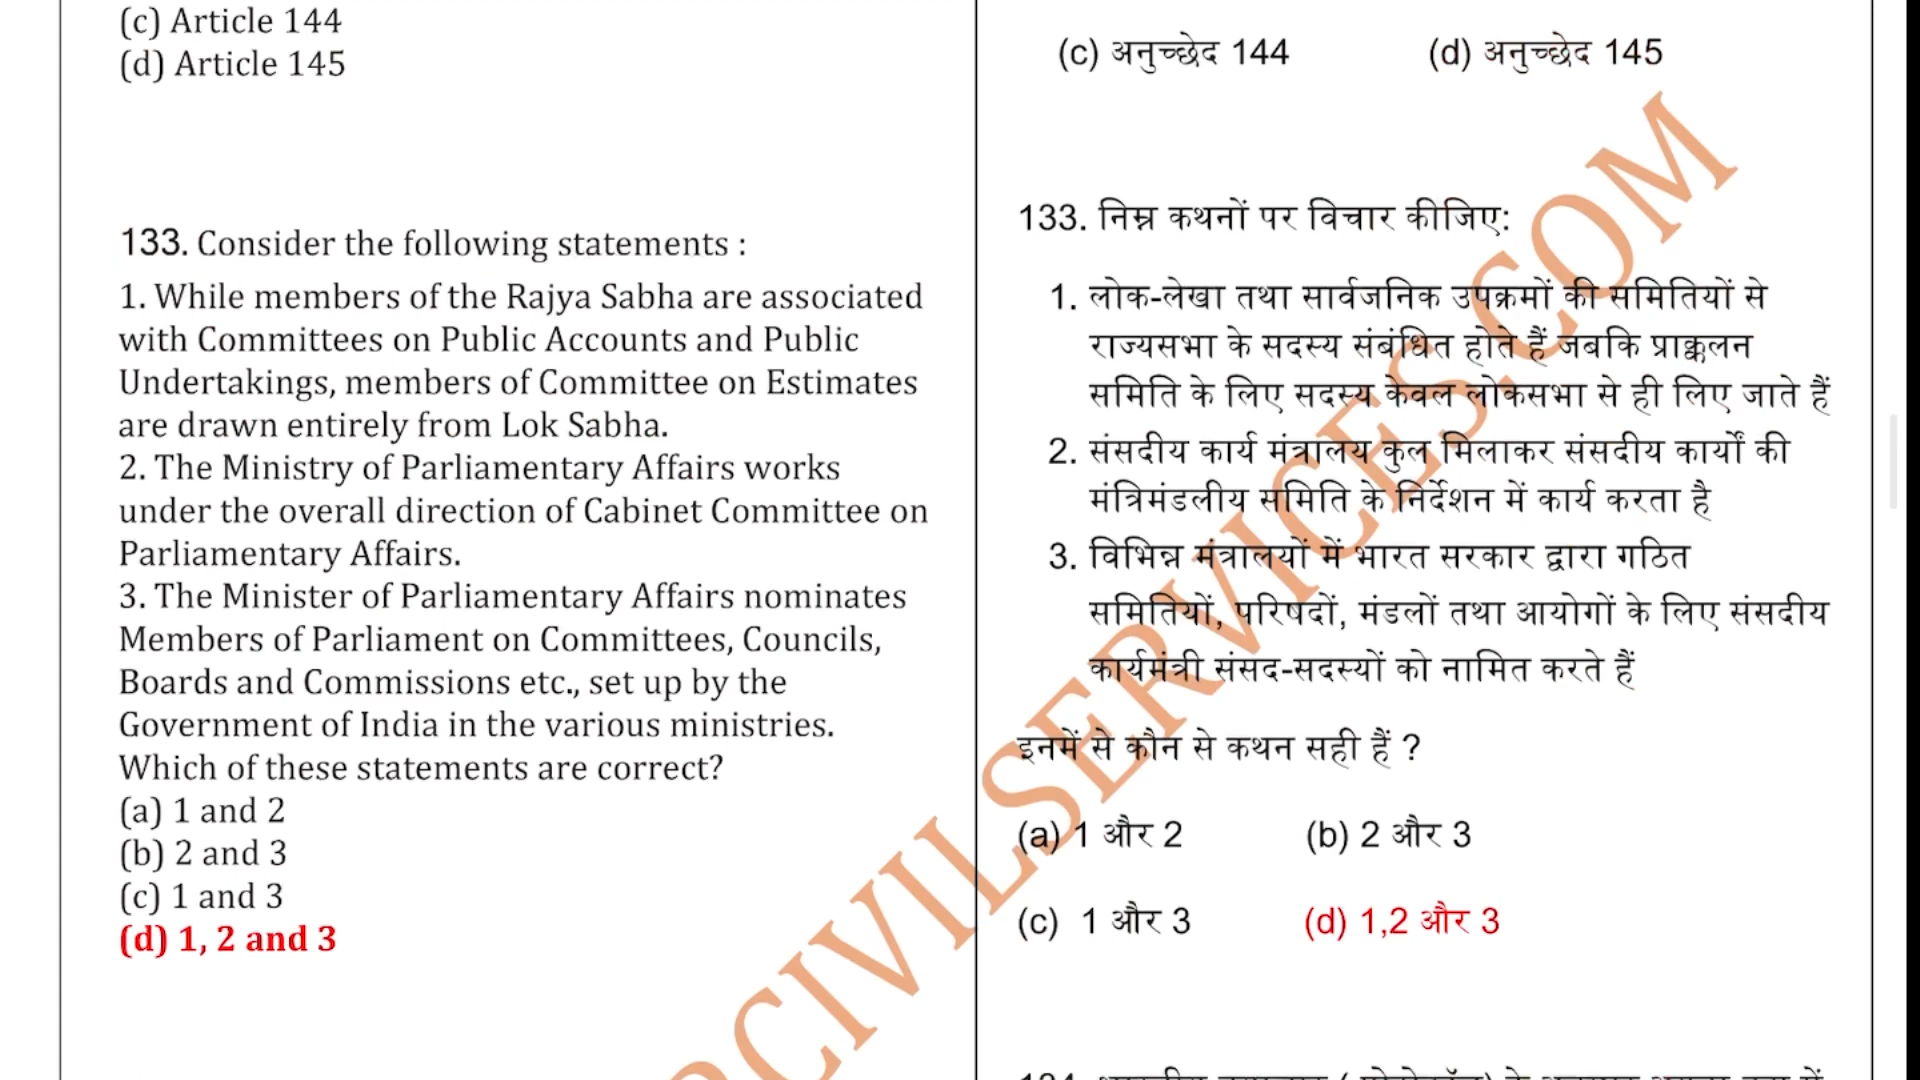 (c) Article 144
(d) Article 145
133. Consider the following statements :
1. While members of the Rajya Sabha are associated
with Committees on Public Accounts and Public
Undertakings, members of Committee on Estimates
are drawn entirely from Lok Sabha.
2. The Ministry of Parliamentary Affairs works
under the overall direction of Cabinet Committee on
Parliamentary Affairs.
3. The Minister of Parliamentary Affairs nominates
Members of Parliament on Committees, Councils,
Boards and Commissions etc., set up by the
Government of India in the various ministries.
Which of these statements are correct?
(a) 1 and 2
(b) 2 and 3
(c) 1 and 3
(d) 1, 2 and 3
(c) अनुच्छेद 144 (d) अनुच्छेद 145
133. निम्न कथनों पर विचार कीजिए:
1. लोक-लेखा तथा सार्वजनिक उपक्रमों की समितियों से
राज्यसभा के सदस्य संबंधित होते हैं जबकि प्राक्कलन
समिति के लिए सदस्य केवल लोकसभा से ही लिए जाते हैं
2. संसदीय कार्य मंत्रालय कुल मिलाकर संसदीय कार्यों की
मंत्रिमंडलीय समिति के निर्देशन में कार्य करता है
3. विभिन्न मंत्रालयों में भारत सरकार द्वारा गठित
समितियों, परिषदों, मंडलों तथा आयोगों के लिए संसदीय
कार्यमंत्री संसद-सदस्यों को नामित करते हैं
इनमें से कौन से कथन सही हैं ?
(a) 1 और 2 (b) 2 और 3
(c) 1 और 3 (d) 1,2 और 3
RCIVILSERVICES.COM